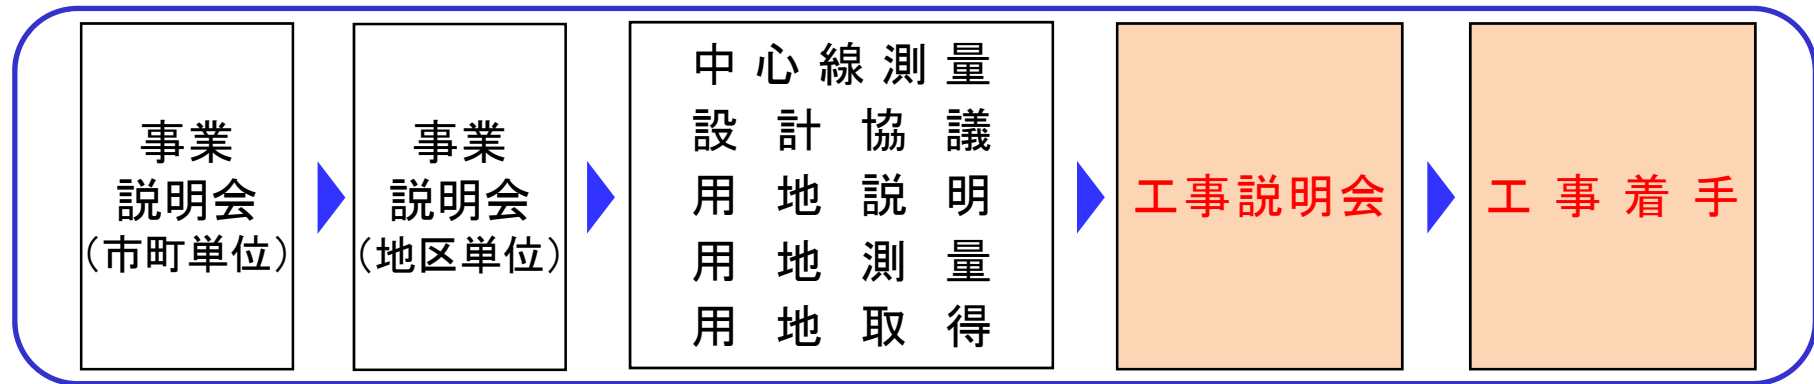 事業
説明会
（市町単位）
事業
説明会
（地区単位）
中心線測量
設計協議
用地説明
用地測量
用地取得
工事説明会
工事着手